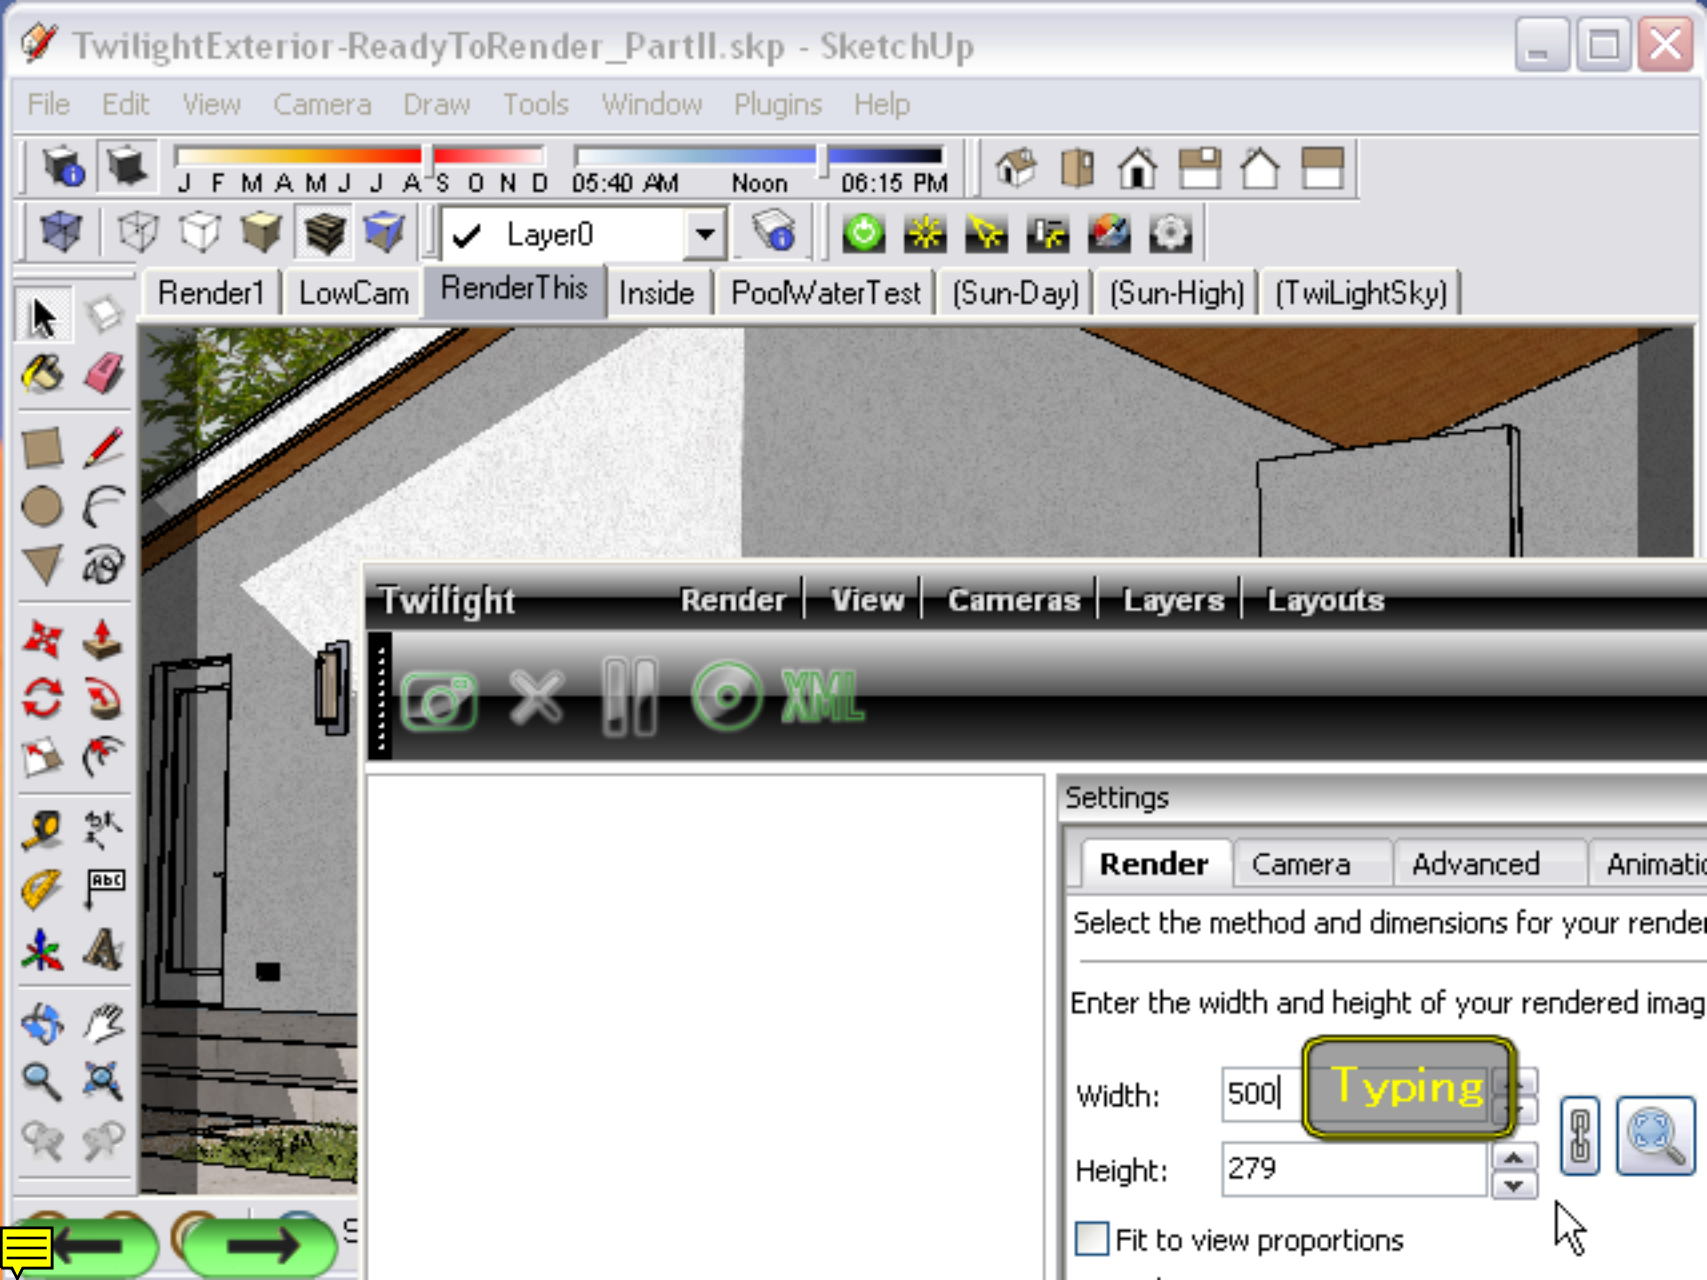 TwilightExterior-ReadyToRender_PartII.skp - SketchUp
File Edit View Camera Draw Tools Window Plugins Help
J F M A M J J A S O N D 05:40 AM Noon 06:15 PM
Layer0
Render1 LowCam RenderThis Inside PoolWaterTest (Sun-Day) (Sun-High) (TwiLightSky)
Twilight Render View Cameras Layers Layouts
XML
Settings
Render Camera Advanced Animatio
Select the method and dimensions for your render
Abc
Enter the width and height of your rendered imag
Width: 500 Typing
Height: 279
Fit to view proportions
S